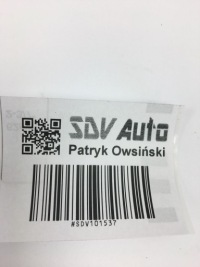 SDV Auto
Patryk Owsiński
#SDV101537